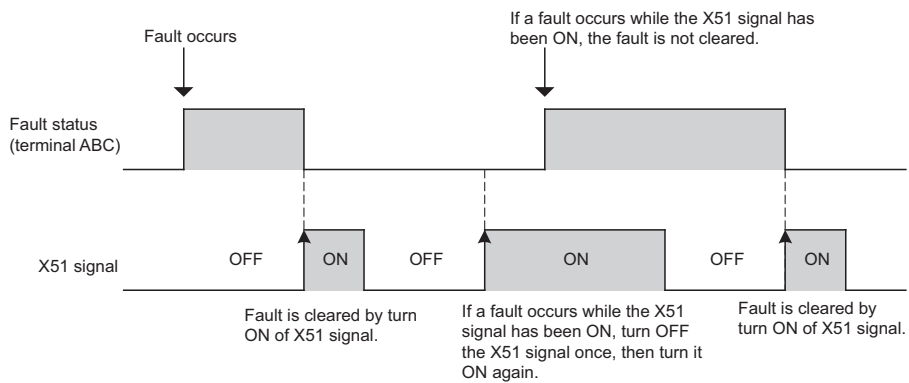 If a fault occurs while the X51 signal has
been ON, the fault is not cleared.
Fault occurs
Fault status
(terminal ABC)
X51 signal
OFF
ON
OFF
ON
OFF
ON
Fault is cleared by turn
ON of X51 signal.
If a fault occurs while the X51
signal has been ON, turn OFF
the X51 signal once, then turn it
ON again.
Fault is cleared by
turn ON of X51 signal.